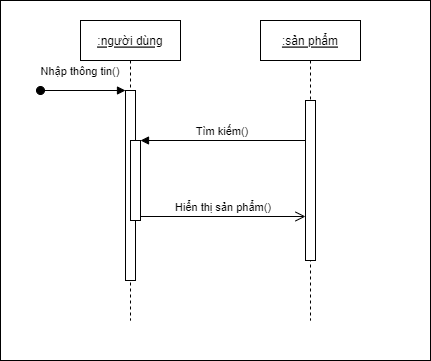 :người dùng
:sản phẩm
Nhập thông tin()
Tìm kiếm()
Hiển thị sản phẩm()